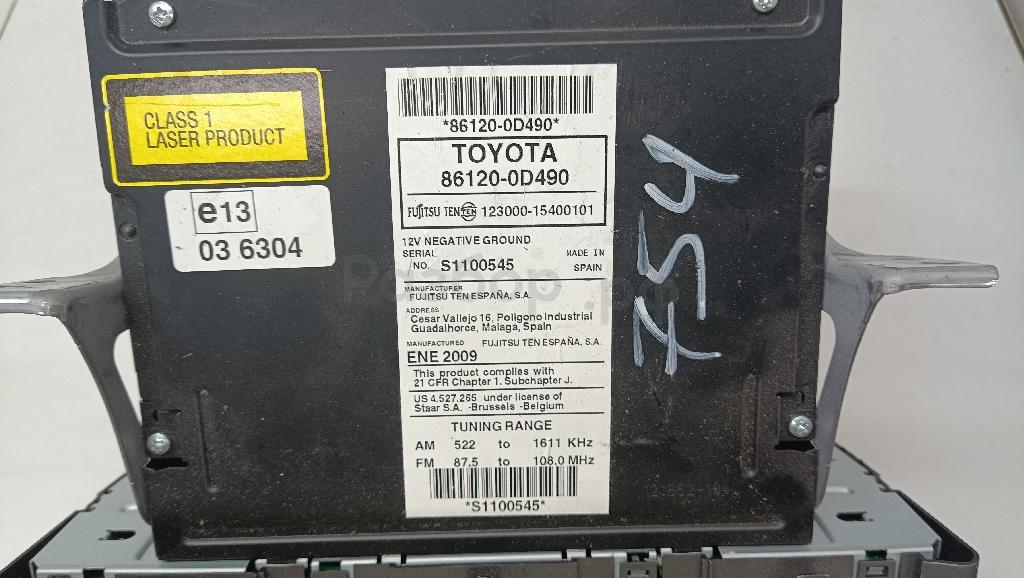 CLASS 1
LASER PRODUCT
e13
03 6304
*86120-0D490*
TOYOTA
86120-0D490
FUJITSU TEN TEN 123000-15400101
12V NEGATIVE GROUND
SERIAL
NO. S1100545
MADE IN
SPAIN
MANUFACTURER
FUJITSU TEN ESPAÑA, S.A.
ADDRESS
Cesar Vallejo 16, Poligono Industrial
Guadalhorce, Malaga, Spain
MANUFACTURED FUJITSU TEN ESPAÑA, S.A.
ENE 2009
This product complies with
21 CFR Chapter 1, Subchapter J.
US 4.527.265 under license of
Staar S.A. -Brussels -Belgium
TUNING RANGE
AM 522 to 1611 KHz
FM 87.5 to 108.0 MHz
*S1100545*
754